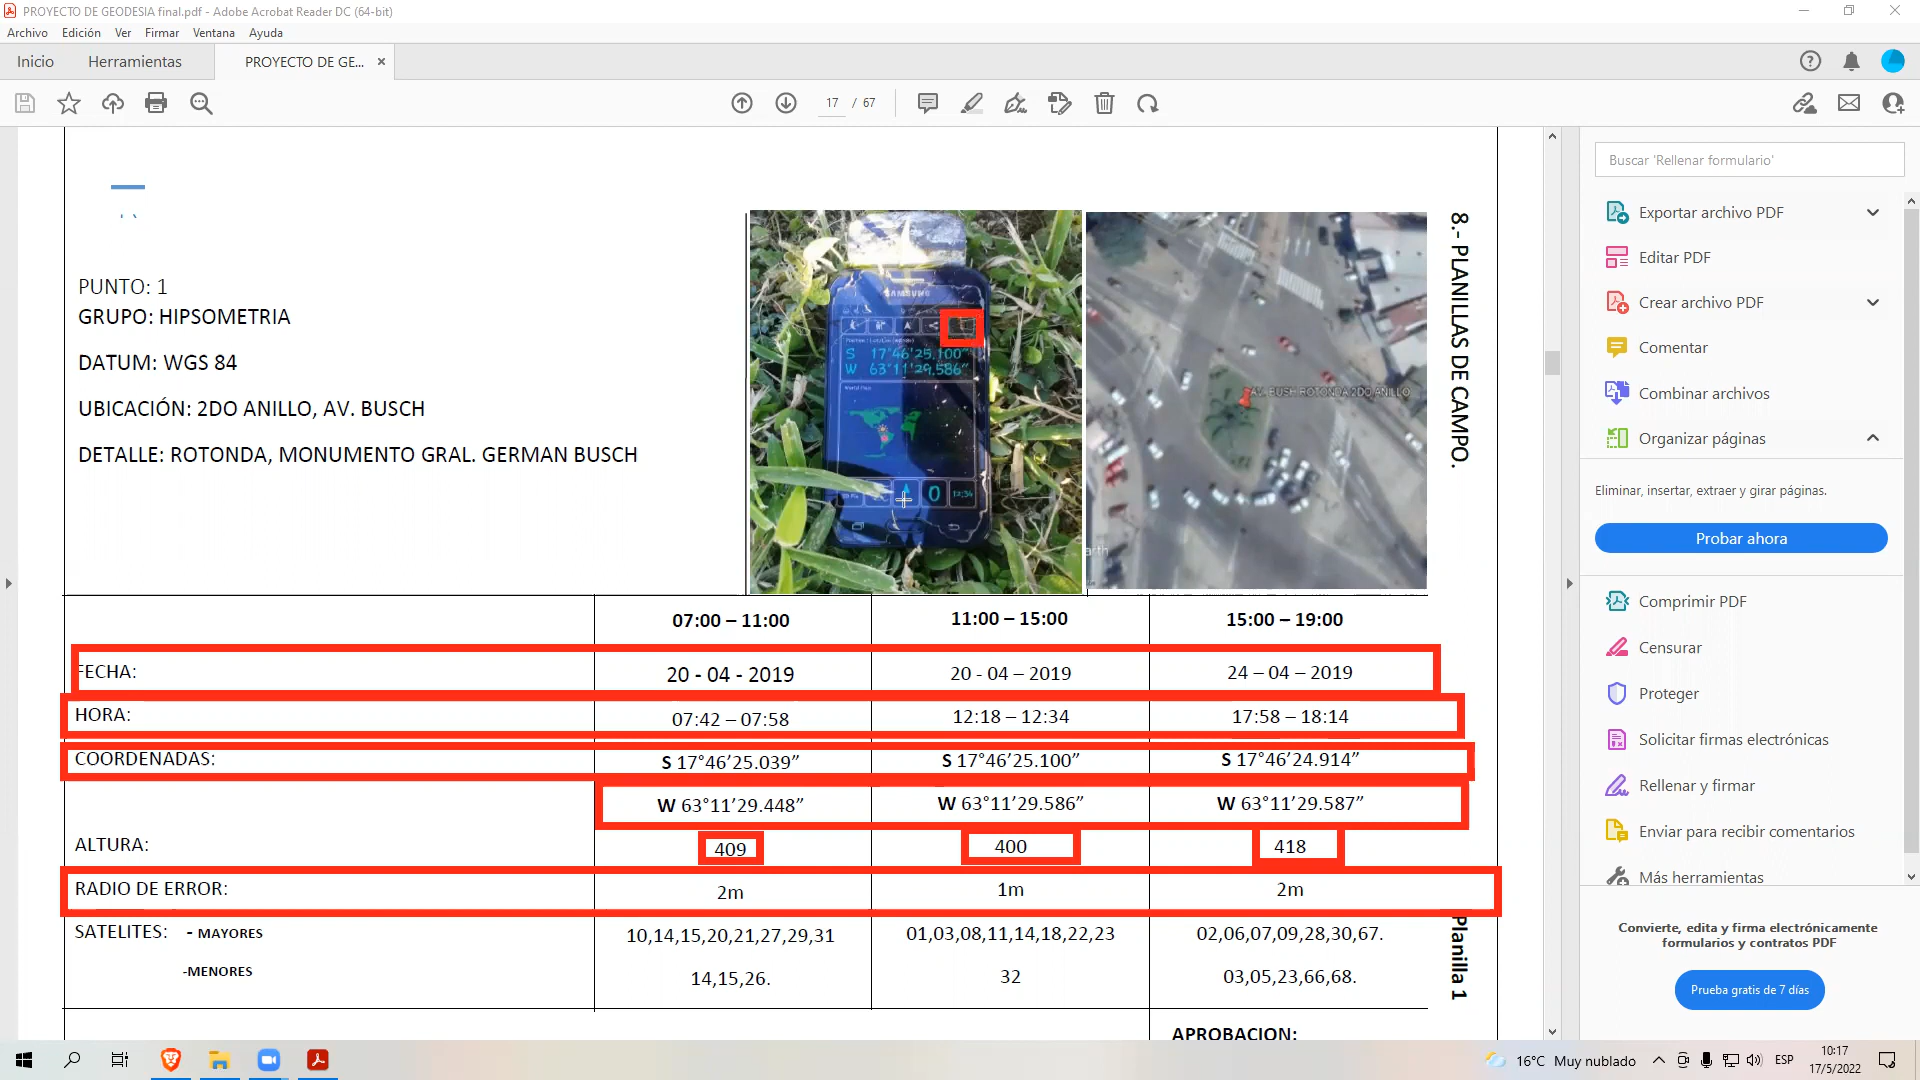 PROYECTO DE GEODESIA final.pdf - Adobe Acrobat Reader DC (64-bit)
Archivo Edición Ver Firmar Ventana Ayuda
Inicio Herramientas PROYECTO DE GE... ×
17 / 67
Buscar 'Rellenar formulario'
Exportar archivo PDF
Editar PDF
Crear archivo PDF
Comentar
Combinar archivos
Organizar páginas
Eliminar, insertar, extraer y girar páginas.
Probar ahora
Comprimir PDF
Censurar
Proteger
Solicitar firmas electrónicas
Rellenar y firmar
Enviar para recibir comentarios
Más herramientas
Convierte, edita y firma electrónicamente
formularios y contratos PDF
Prueba gratis de 7 días
8.- PLANILLAS DE CAMPO.
PUNTO: 1
GRUPO: HIPSOMETRIA
DATUM: WGS 84
UBICACIÓN: 2DO ANILLO, AV. BUSCH
DETALLE: ROTONDA, MONUMENTO GRAL. GERMAN BUSCH
SAMSUNG
S 17°46'25.100"
W 63°11'29.586"
0 12:34
AV. BUSH ROTONDA 2DO ANILLO
arth
07:00 – 11:00 11:00 – 15:00 15:00 – 19:00
FECHA: 20 - 04 - 2019 20 - 04 – 2019 24 – 04 – 2019
HORA: 07:42 – 07:58 12:18 – 12:34 17:58 – 18:14
COORDENADAS: S 17°46’25.039” S 17°46’25.100” S 17°46’24.914”
W 63°11’29.448” W 63°11’29.586” W 63°11’29.587”
ALTURA: 409 400 418
RADIO DE ERROR: 2m 1m 2m
SATELITES: - MAYORES 10,14,15,20,21,27,29,31 01,03,08,11,14,18,22,23 02,06,07,09,28,30,67.
-MENORES 14,15,26. 32 03,05,23,66,68.
Planilla 1
APROBACION:
16°C Muy nublado ESP 10:17
17/5/2022